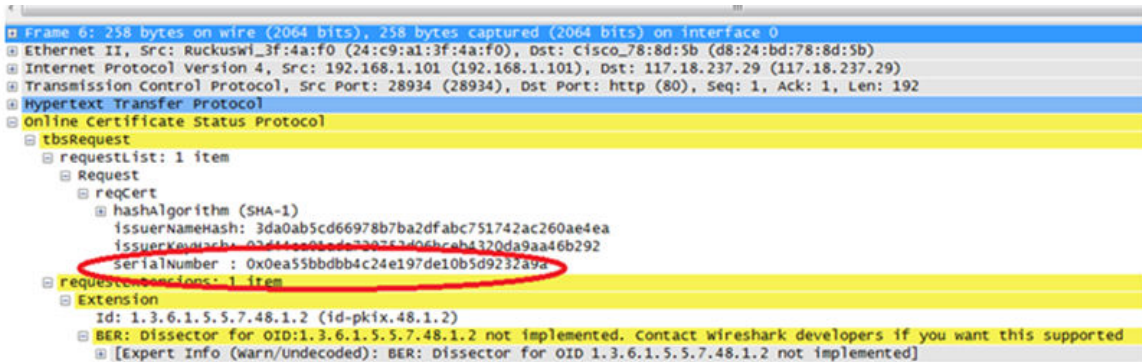 Frame 6: 258 bytes on wire (2064 bits), 258 bytes captured (2064 bits) on interface 0
Ethernet II, Src: RuckusWi_3f:4a:f0 (24:c9:a1:3f:4a:f0), Dst: Cisco_78:8d:5b (d8:24:bd:78:8d:5b)
Internet Protocol Version 4, Src: 192.168.1.101 (192.168.1.101), Dst: 117.18.237.29 (117.18.237.29)
Transmission Control Protocol, Src Port: 28934 (28934), Dst Port: http (80), Seq: 1, Ack: 1, Len: 192
Hypertext Transfer Protocol
Online Certificate Status Protocol
tbsRequest
requestList: 1 item
Request
reqCert
hashAlgorithm (SHA-1)
issuerNameHash: 3da0ab5cd66978b7ba2dfabc751742ac260ae4ea
issuerKeyHash:
serialNumber : 0x0ea55bbdbb4c24e197de10b5d9232a9a
requestExtensions: 1 item
Extension
Id: 1.3.6.1.5.5.7.48.1.2 (id-pkix.48.1.2)
BER: Dissector for OID:1.3.6.1.5.5.7.48.1.2 not implemented. Contact Wireshark developers if you want this supported
[Expert Info (Warn/Undecoded): BER: Dissector for OID 1.3.6.1.5.5.7.48.1.2 not implemented]